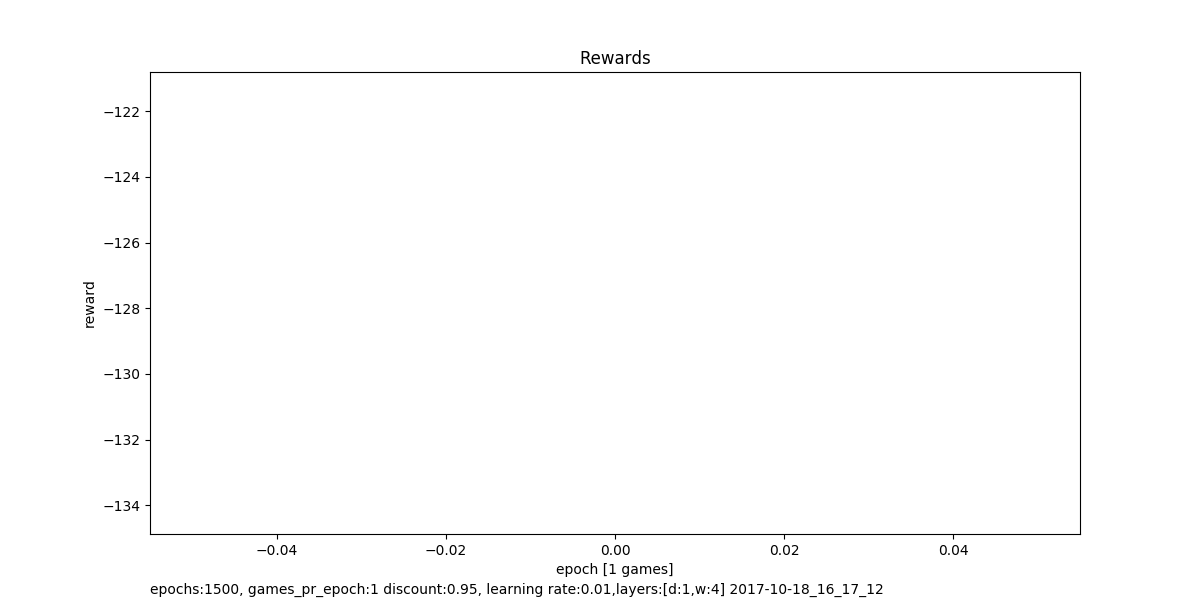 Rewards
−122
−124
−126
−128
−130
−132
−134
reward
−0.04 −0.02 0.00 0.02 0.04
epoch [1 games]
epochs:1500, games_pr_epoch:1 discount:0.95, learning rate:0.01,layers:[d:1,w:4] 2017-10-18_16_17_12